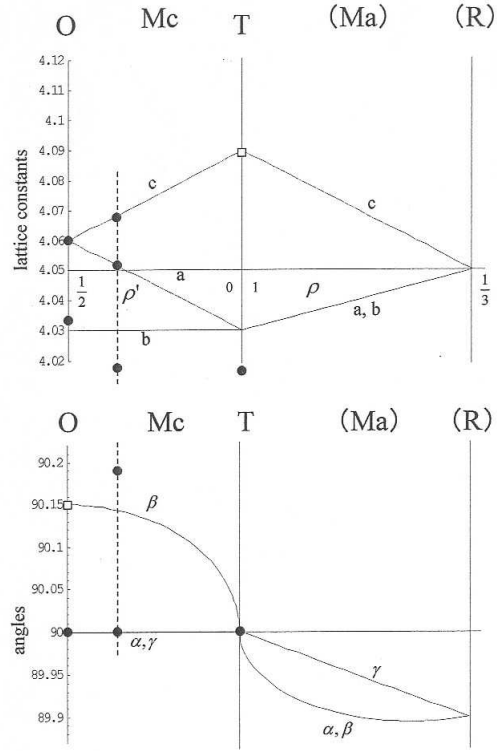 O Mc T (Ma) (R)
4.12
4.11
4.1
4.09
4.08
4.07
4.06
4.05
4.04
4.03
4.02
lattice constants
c
c
a
0 1
ρ
1/2
ρ'
a, b
1/3
b
O Mc T (Ma) (R)
90.2
90.15
90.1
90.05
90
89.95
89.9
angles
β
α,γ
γ
α, β